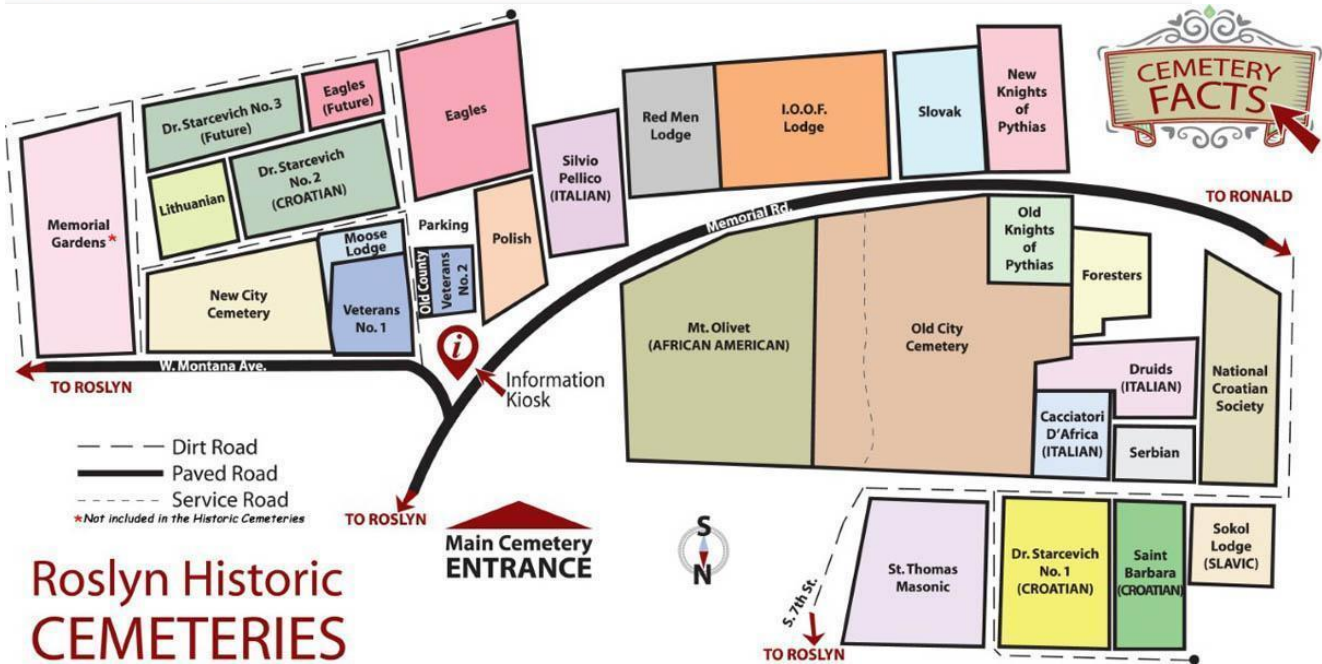 CEMETERY
FACTS
Eagles
Dr. Starcevich No. 3
(Future)
Eagles
(Future)
Memorial
Gardens*
Lithuanian
Dr. Starcevich
No. 2
(CROATIAN)
Moose
Lodge
New City
Cemetery
Veterans
No. 1
Parking
Old County
Veterans
No. 2
Polish
Silvio
Pellico
(ITALIAN)
Red Men
Lodge
I.O.O.F.
Lodge
Slovak
New
Knights
of
Pythias
TO RONALD
Memorial Rd.
Mt. Olivet
(AFRICAN AMERICAN)
Old City
Cemetery
Old
Knights
of
Pythias
Foresters
Druids
(ITALIAN)
National
Croatian
Society
Cacciatori
D'Africa
(ITALIAN)
Serbian
W. Montana Ave.
TO ROSLYN
i
Information
Kiosk
Dirt Road
Paved Road
Service Road
*Not included in the Historic Cemeteries
TO ROSLYN
Main Cemetery
ENTRANCE
S
N
S. 7th St.
TO ROSLYN
St. Thomas
Masonic
Dr. Starcevich
No. 1
(CROATIAN)
Saint
Barbara
(CROATIAN)
Sokol
Lodge
(SLAVIC)
Roslyn Historic
CEMETERIES